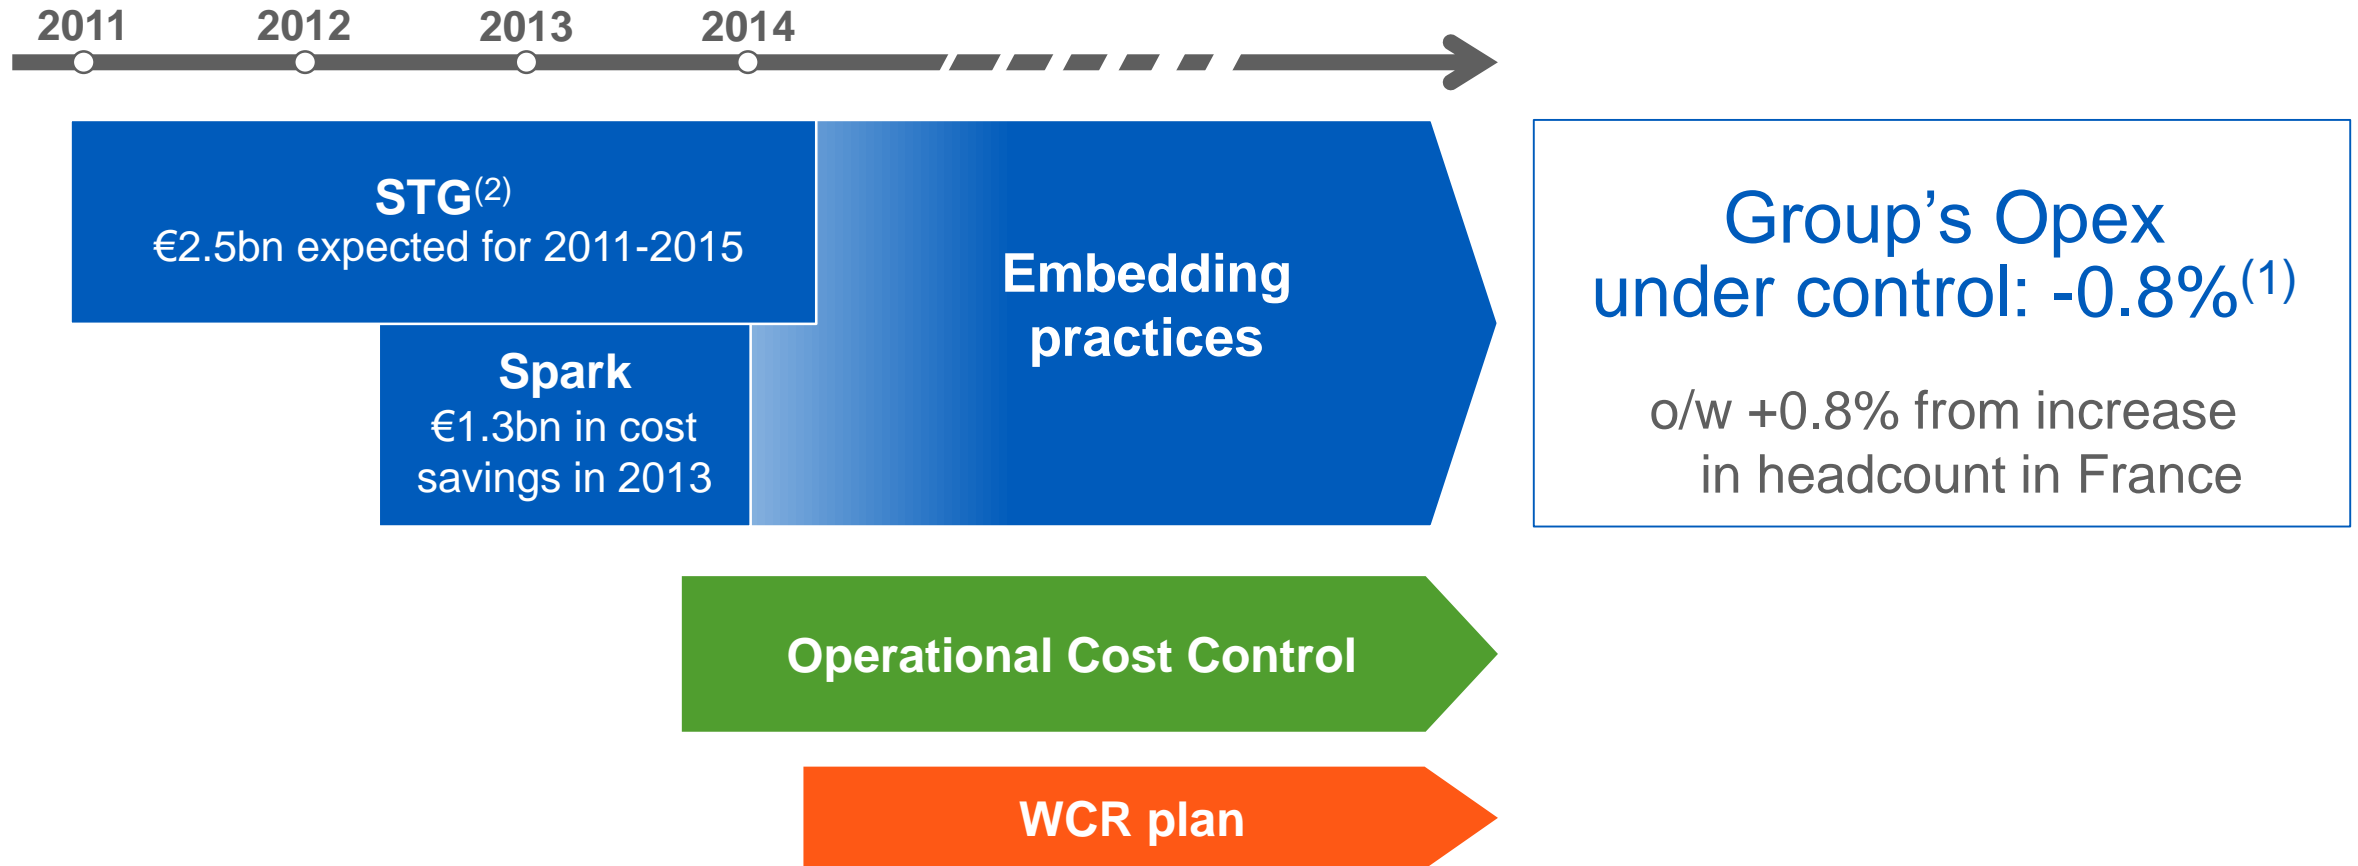 2011 2012 2013 2014
STG(2)
€2.5bn expected for 2011-2015
Spark
€1.3bn in cost
savings in 2013
Embedding
practices
Group’s Opex
under control: -0.8%(1)
o/w +0.8% from increase
in headcount in France
Operational Cost Control
WCR plan